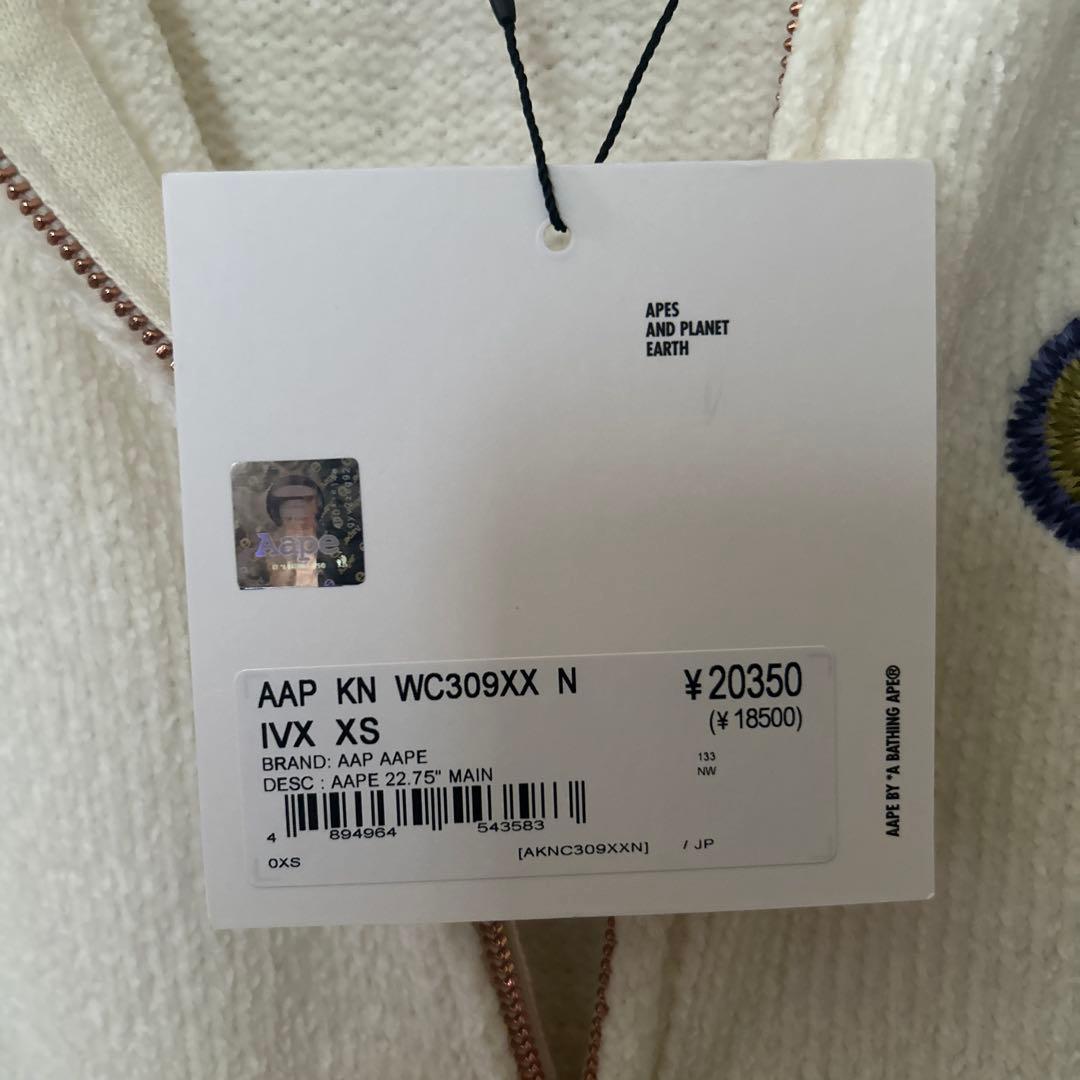 APES
AND PLANET
EARTH
Aape
AAP KN WC309XX N
IVX XS
¥20350
(¥18500)
BRAND: AAP AAPE
DESC : AAPE 22.75" MAIN
133
NW
4 894964 543583
0XS
[AKNC309XXN]
/ JP
AAPE BY *A BATHING APE®